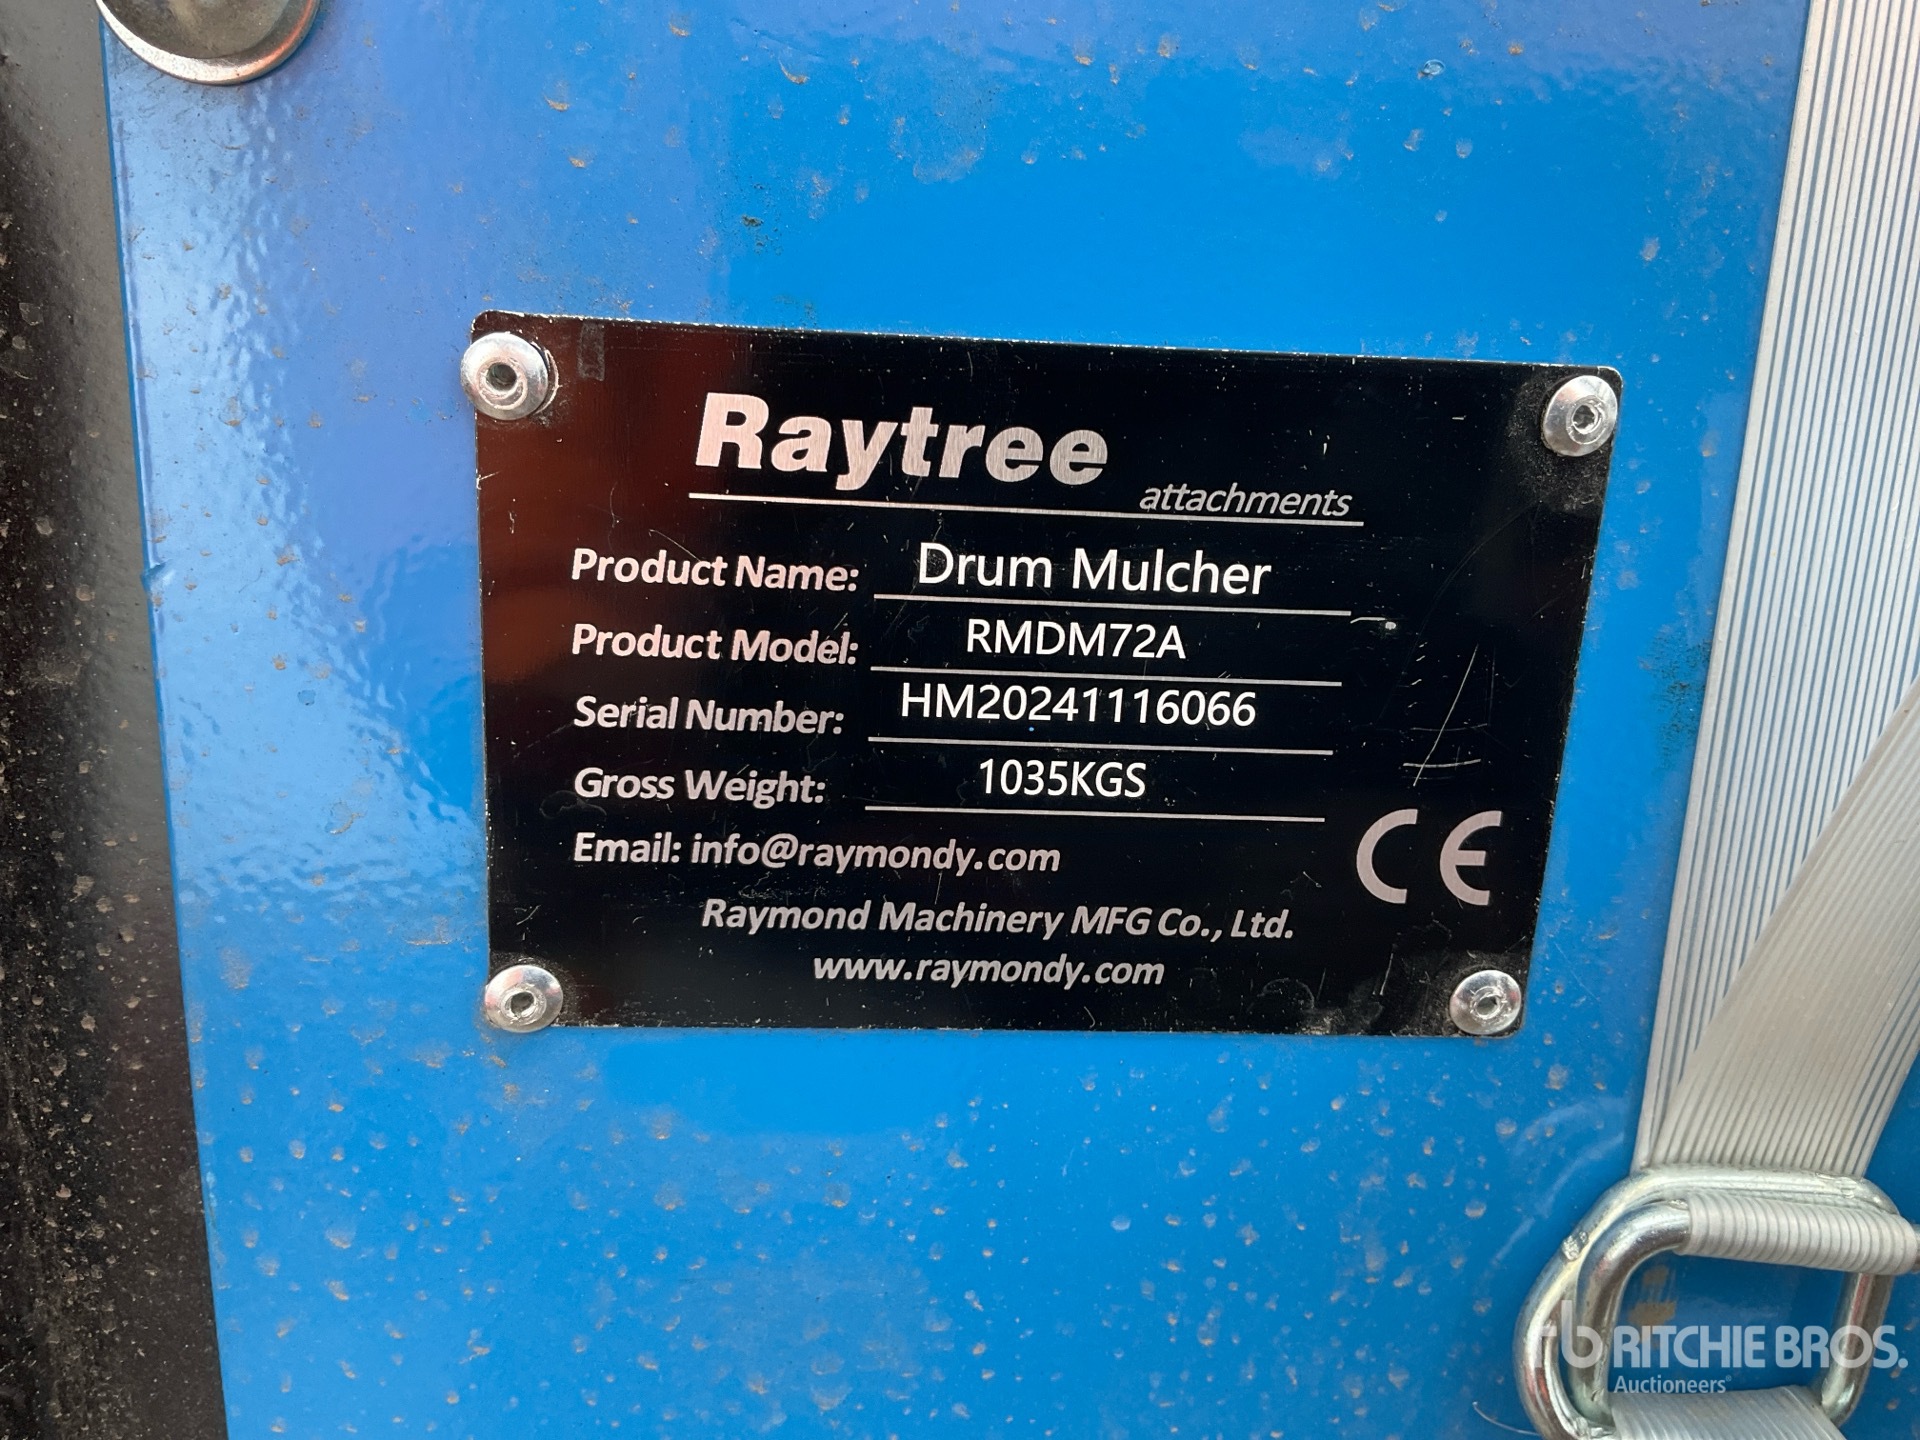 Raytree
attachments
Product Name: Drum Mulcher
Product Model: RMDM72A
Serial Number: HM20241116066
Gross Weight: 1035KGS
Email: info@raymondy.com
CE
Raymond Machinery MFG Co., Ltd.
www.raymondy.com
rb RITCHIE BROS.
Auctioneers